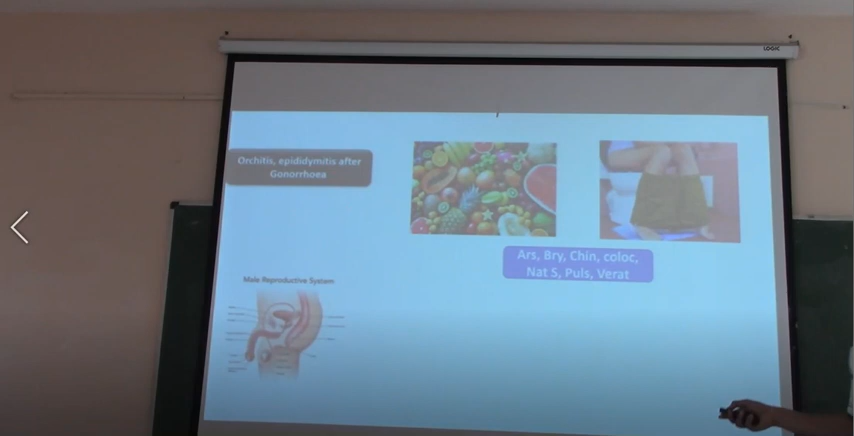 LOGIC
Orchitis, epididymitis after
Gonorrhoea
Ars, Bry, Chin, coloc,
Nat S, Puls, Verat
Male Reproductive System